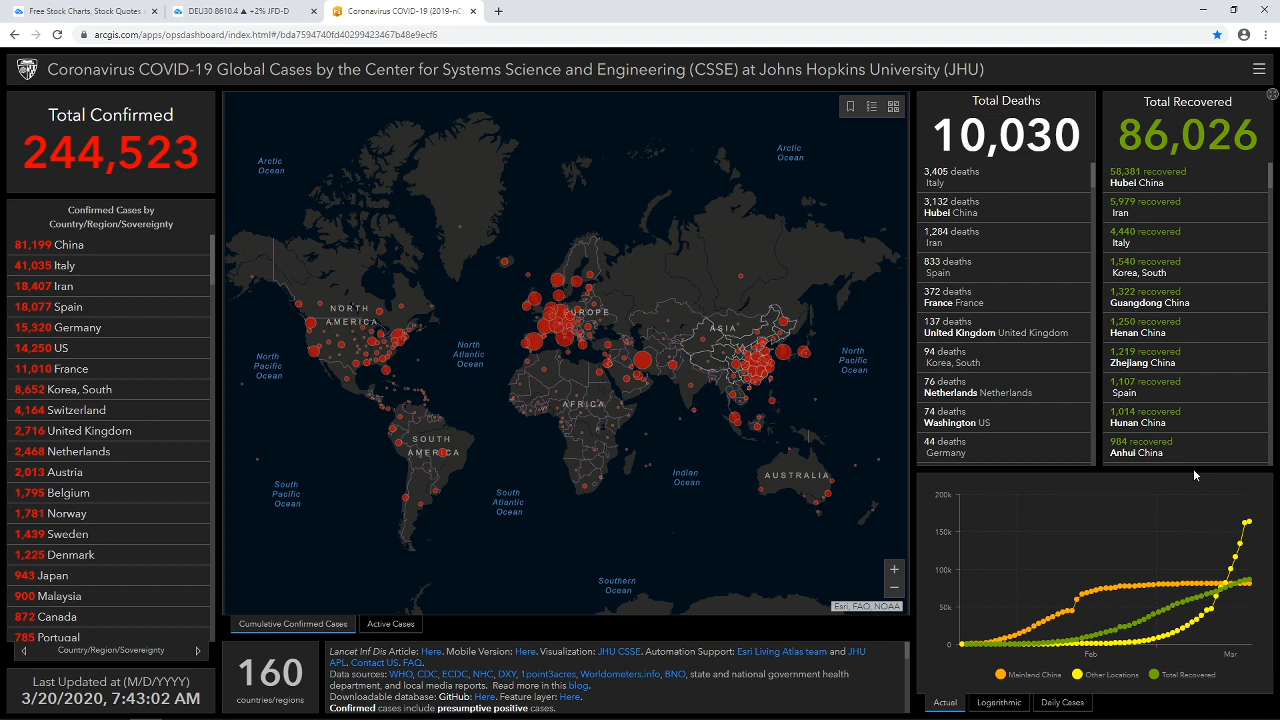 Free Stock Charts, Stock Quotes
DEU30 8610.4 ▲ +2% JFD-D
Coronavirus COVID-19 (2019-nC
arcgis.com/apps/opsdashboard/index.html#/bda7594740fd40299423467b48e9ecf6
Coronavirus COVID-19 Global Cases by the Center for Systems Science and Engineering (CSSE) at Johns Hopkins University (JHU)
Total Confirmed
244,523
Confirmed Cases by
Country/Region/Sovereignty
81,199 China
41,035 Italy
18,407 Iran
18,077 Spain
15,320 Germany
14,250 US
11,010 France
8,652 Korea, South
4,164 Switzerland
2,716 United Kingdom
2,468 Netherlands
2,013 Austria
1,795 Belgium
1,781 Norway
1,439 Sweden
1,225 Denmark
943 Japan
900 Malaysia
872 Canada
785 Portugal
Country/Region/Sovereignty
Last Updated at (M/D/YYYY)
3/20/2020, 7:43:02 AM
Arctic
Ocean
Arctic
Ocean
NORTH
AMERICA
EUROPE
ASIA
North
Pacific
Ocean
North
Atlantic
Ocean
North
Pacific
Ocean
AFRICA
SOUTH
AMERICA
Indian
Ocean
AUSTRALIA
South
Pacific
Ocean
South
Atlantic
Ocean
Southern
Ocean
+
−
Esri, FAO, NOAA
Cumulative Confirmed Cases
Active Cases
160
countries/regions
Lancet Inf Dis Article: Here. Mobile Version: Here. Visualization: JHU CSSE. Automation Support: Esri Living Atlas team and JHU
APL. Contact US. FAQ.
Data sources: WHO, CDC, ECDC, NHC, DXY, 1point3acres, Worldometers.info, BNO, state and national government health
department, and local media reports. Read more in this blog.
Downloadable database: GitHub: Here. Feature layer: Here.
Confirmed cases include presumptive positive cases.
Total Deaths
10,030
3,405 deaths
Italy
3,132 deaths
Hubei China
1,284 deaths
Iran
833 deaths
Spain
372 deaths
France France
137 deaths
United Kingdom United Kingdom
94 deaths
Korea, South
76 deaths
Netherlands Netherlands
74 deaths
Washington US
44 deaths
Germany
Total Recovered
86,026
58,381 recovered
Hubei China
5,979 recovered
Iran
4,440 recovered
Italy
1,540 recovered
Korea, South
1,322 recovered
Guangdong China
1,250 recovered
Henan China
1,219 recovered
Zhejiang China
1,107 recovered
Spain
1,014 recovered
Hunan China
984 recovered
Anhui China
200k
150k
100k
50k
0
Feb
Mar
Mainland China
Other Locations
Total Recovered
Actual
Logarithmic
Daily Cases